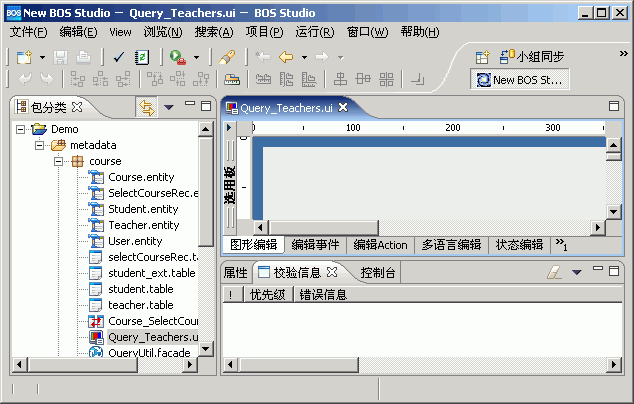 New BOS Studio — Query_Teachers.ui — BOS Studio
文件(F) 编辑(E) View 浏览(V) 搜索(A) 项目(P) 运行(R) 窗口(W) 帮助(H)
小组同步
New BOS St...
包分类
Demo
metadata
course
Course.entity
SelectCourseRec.e
Student.entity
Teacher.entity
User.entity
selectCourseRec.t
student_ext.table
student.table
teacher.table
Course_SelectCou
Query_Teachers.u
QueryUtil.facade
Query_Teachers.ui
0 100 200 300
选用板
图形编辑 编辑事件 编辑Action 多语言编辑 状态编辑 »1
属性 校验信息 控制台
! 优先级 错误信息